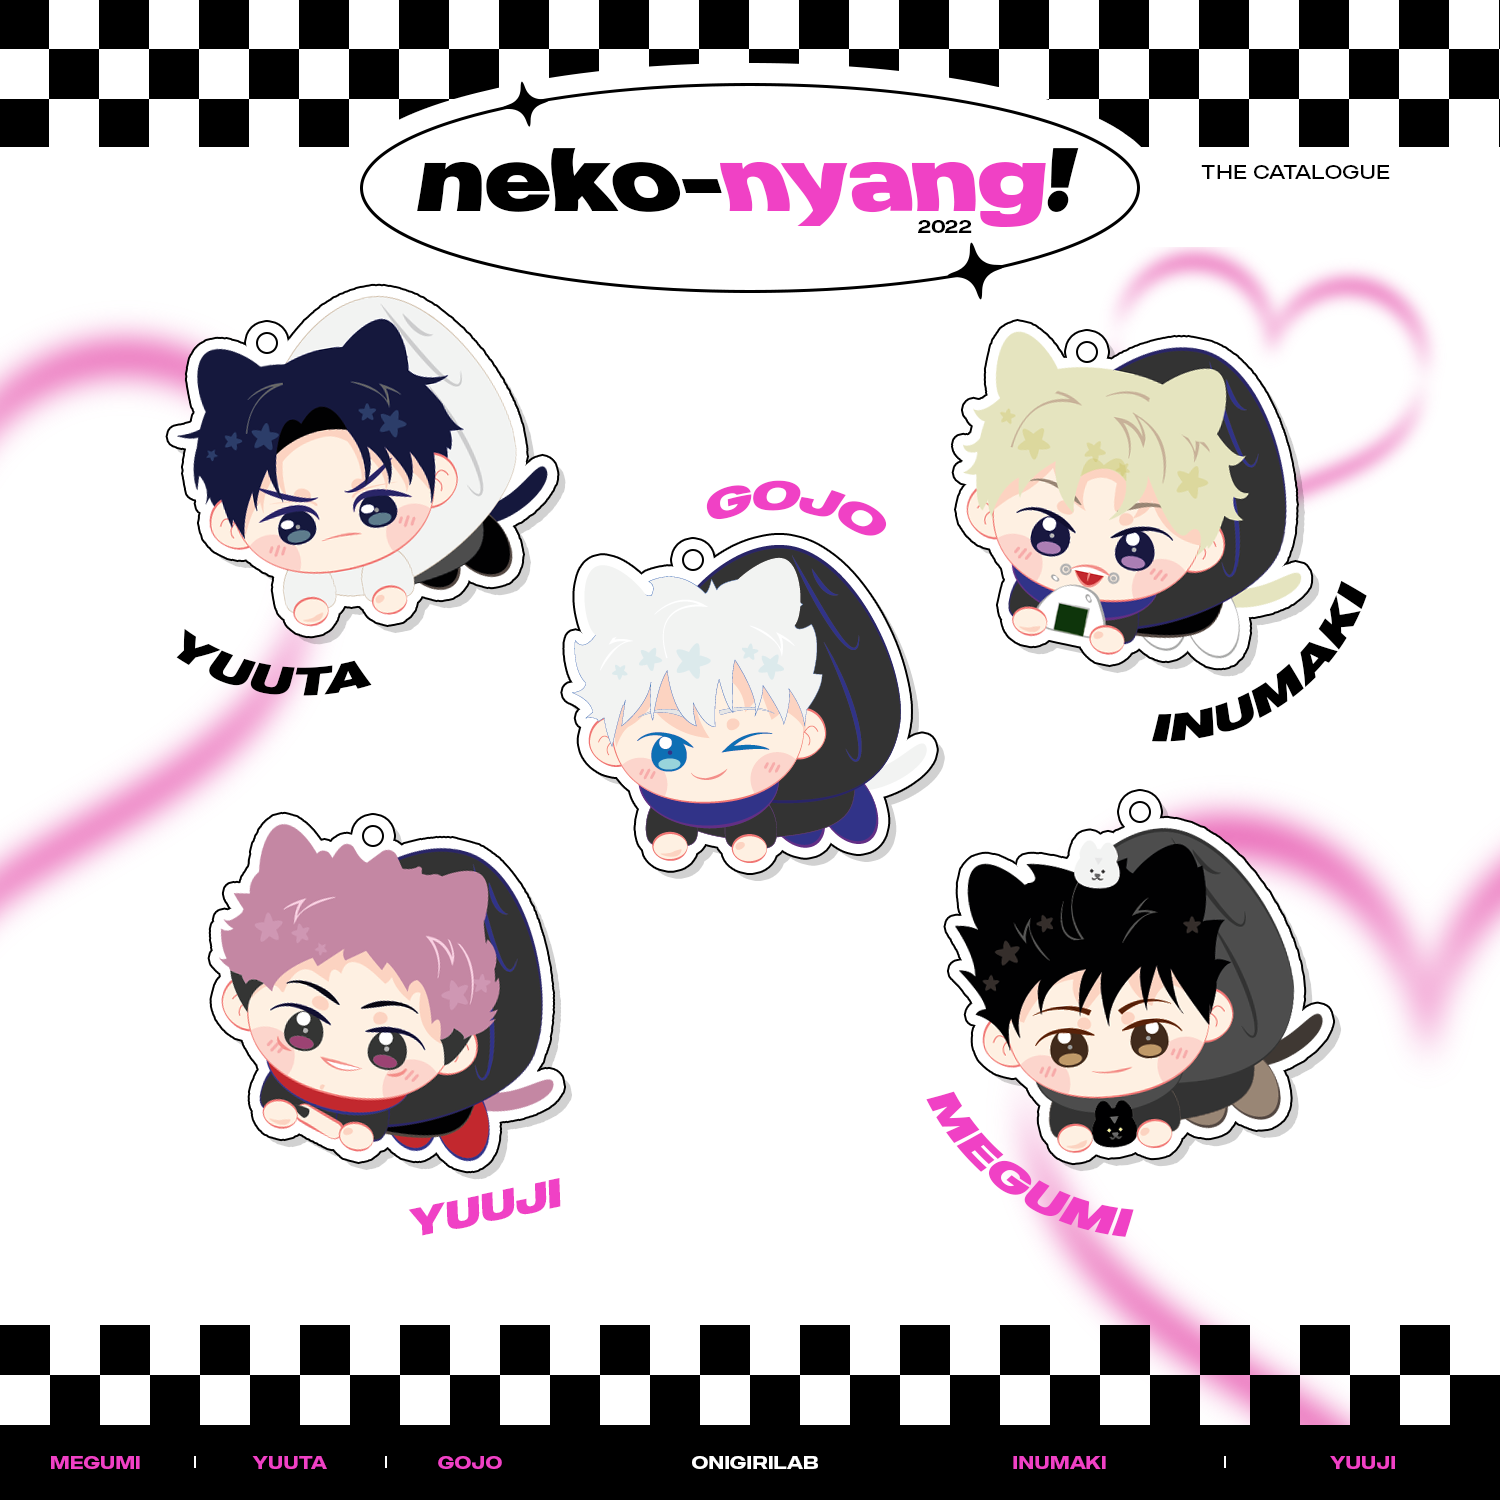 neko-nyang!
2022
THE CATALOGUE
YUUTA
GOJO
INUMAKI
YUUJI
MEGUMI
MEGUMI | YUUTA | GOJO ONIGIRILAB INUMAKI | YUUJI